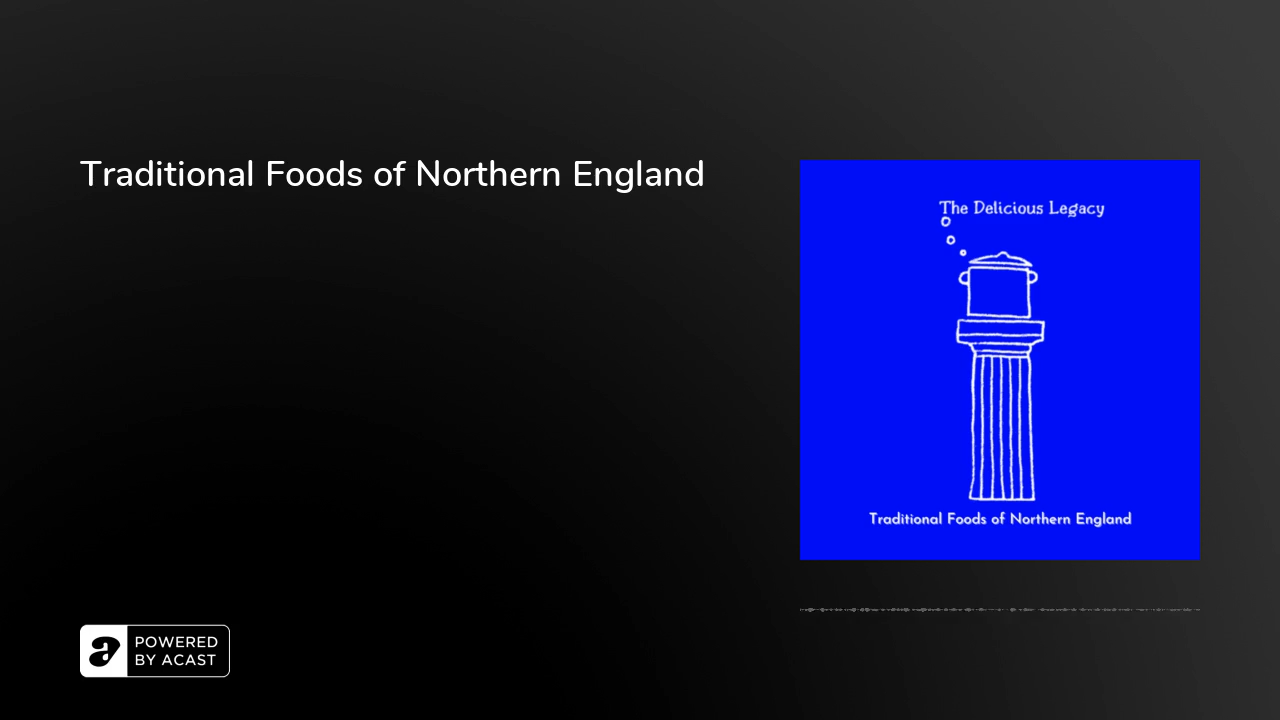 Traditional Foods of Northern England
The Delicious Legacy
Traditional Foods of Northern England
a
POWERED
BY ACAST